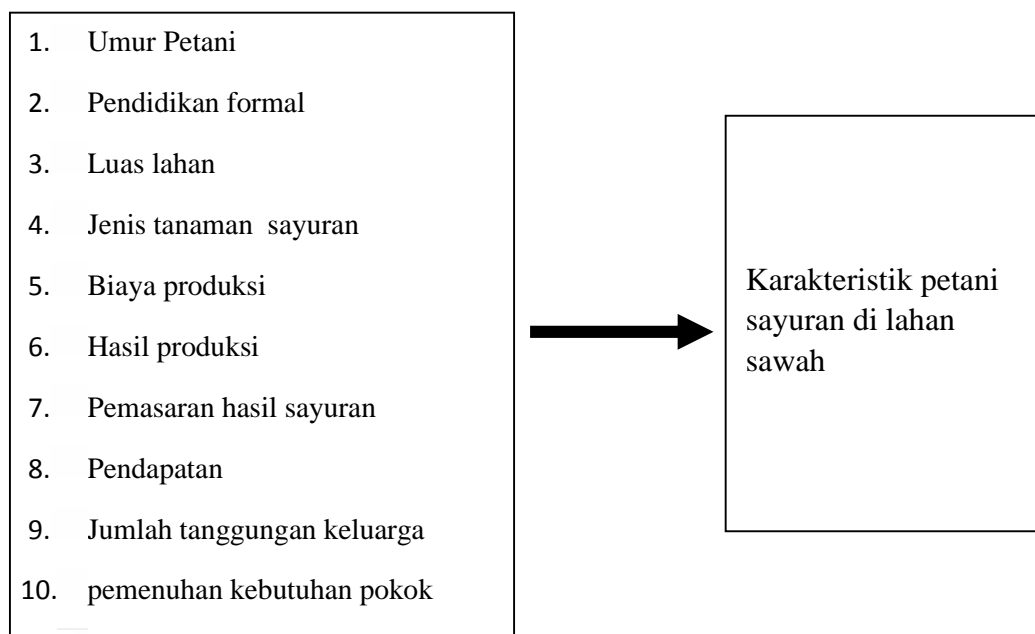 1. Umur Petani
2. Pendidikan formal
3. Luas lahan
4. Jenis tanaman sayuran
5. Biaya produksi
6. Hasil produksi
7. Pemasaran hasil sayuran
8. Pendapatan
9. Jumlah tanggungan keluarga
10. pemenuhan kebutuhan pokok
Karakteristik petani
sayuran di lahan
sawah